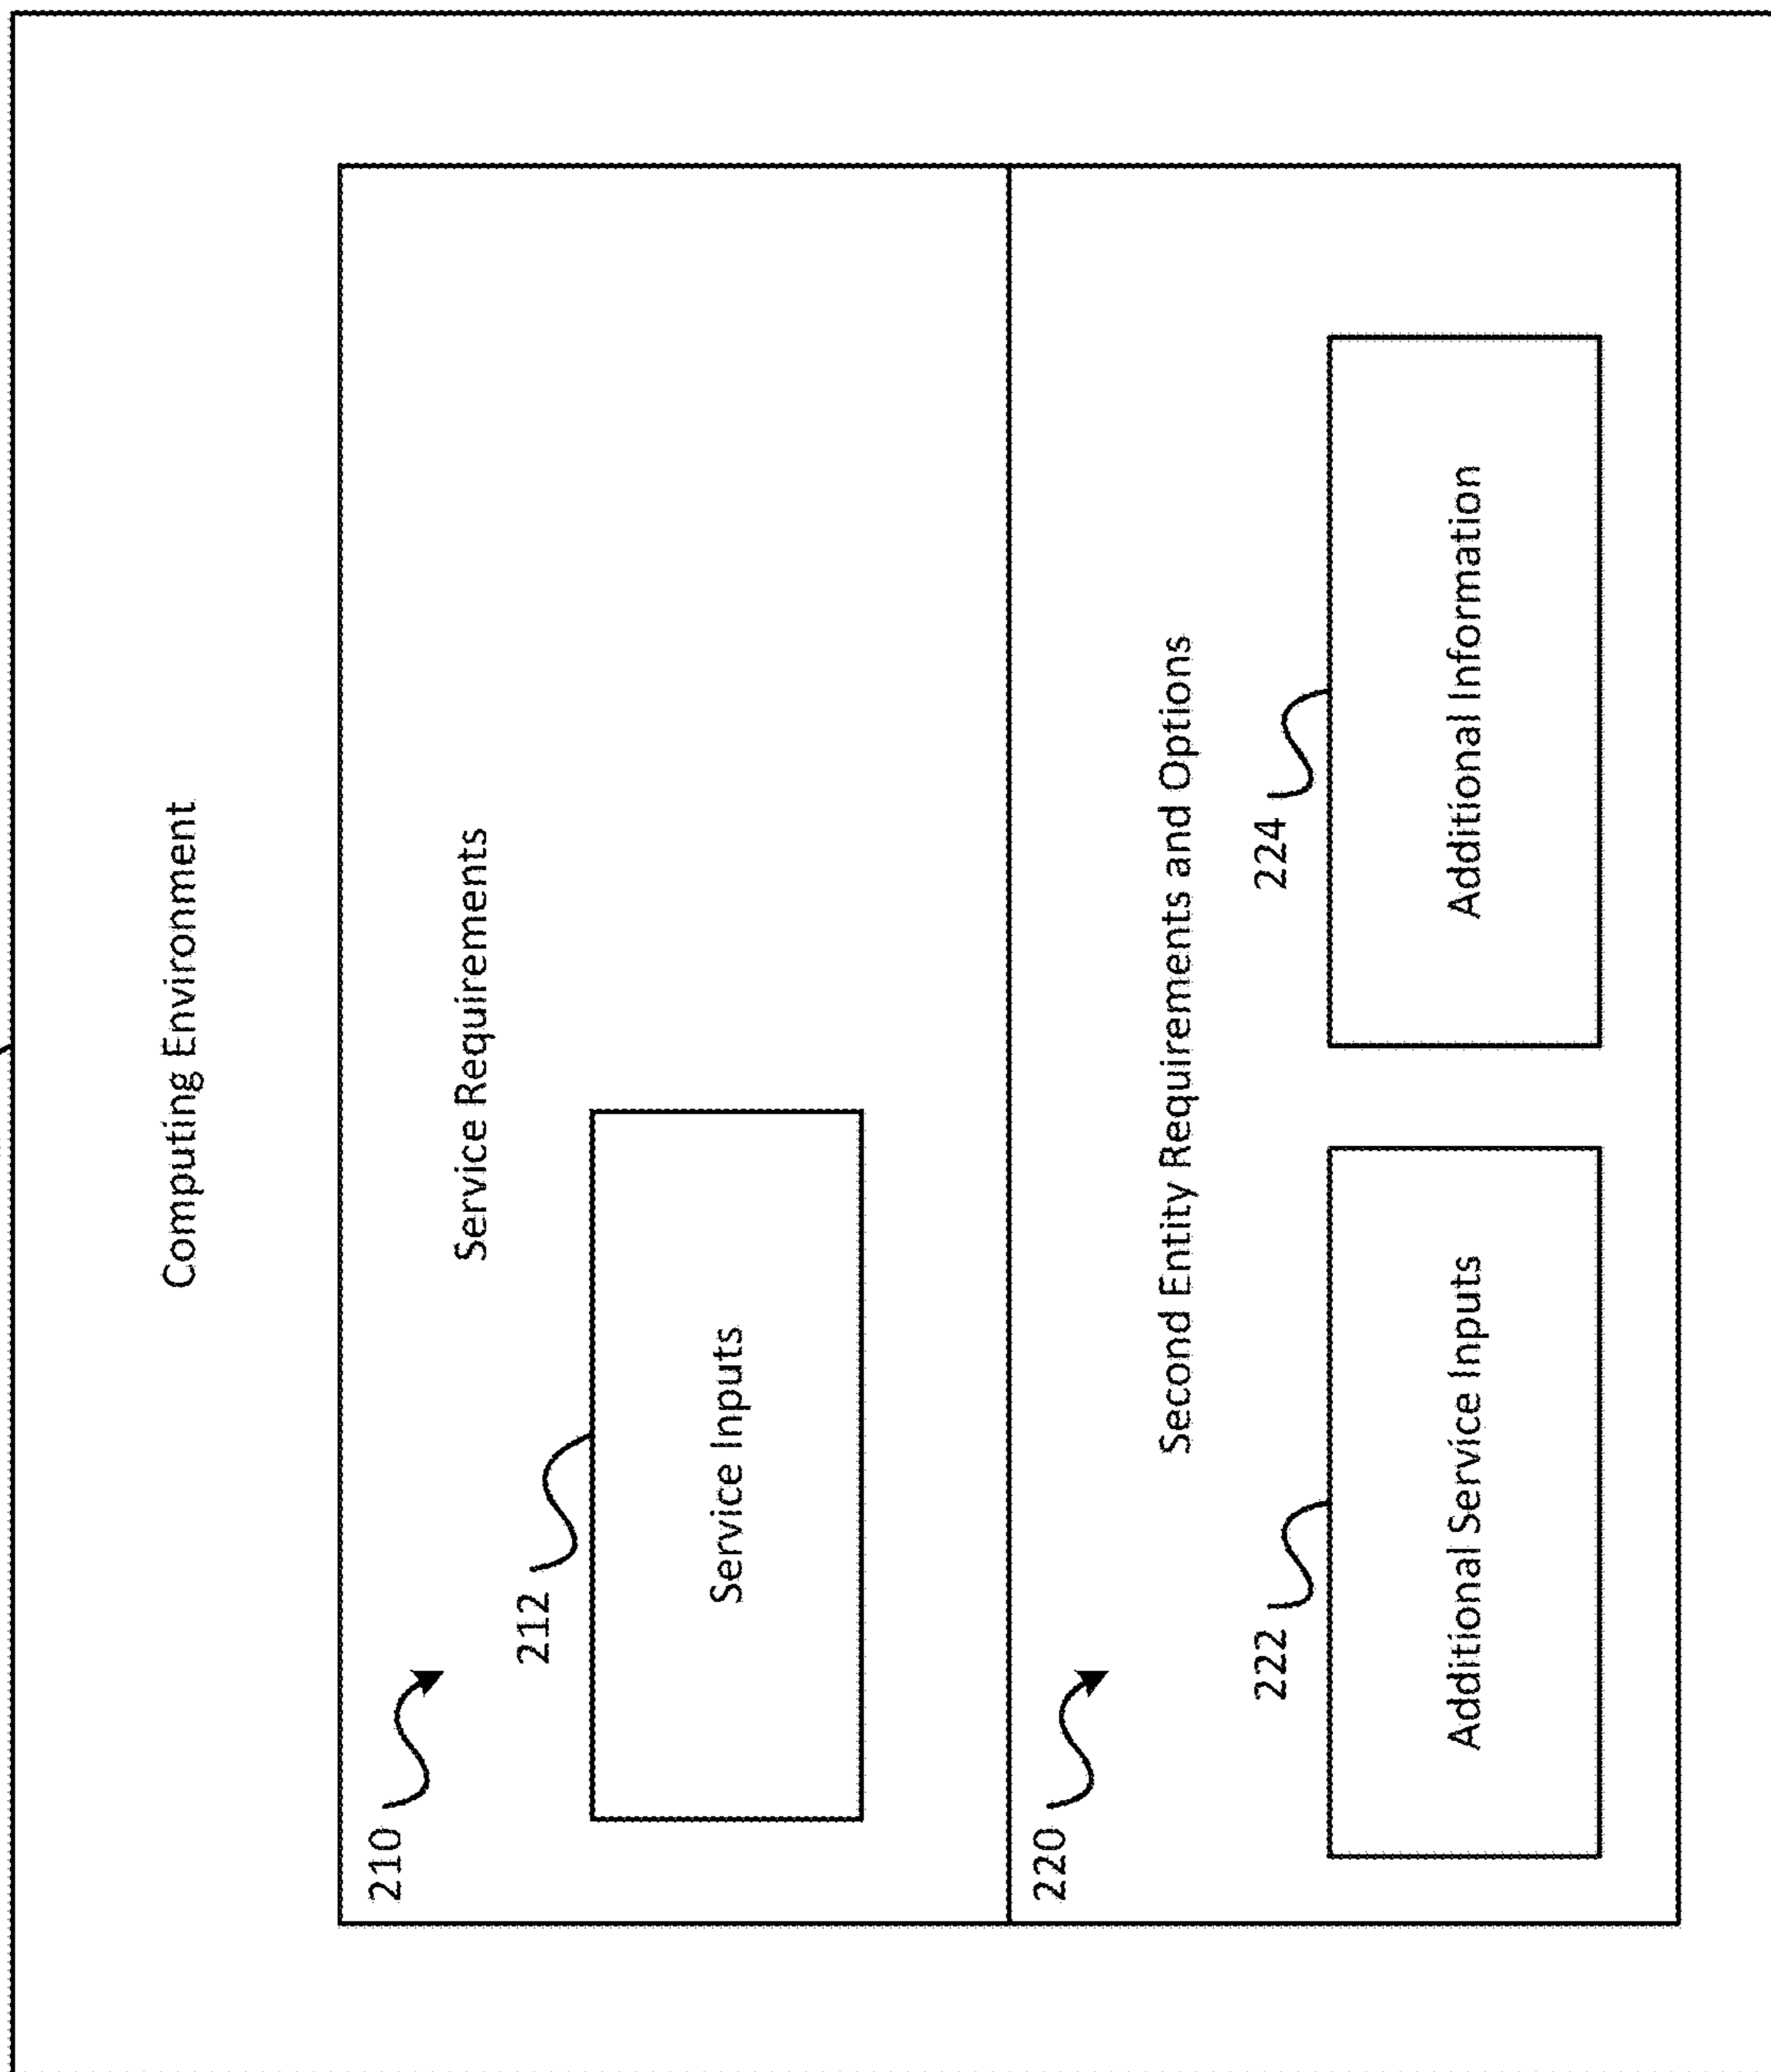 Computing Environment
210
Service Requirements
212
Service Inputs
220
Second Entity Requirements and Options
222
224
Additional Service Inputs
Additional Information